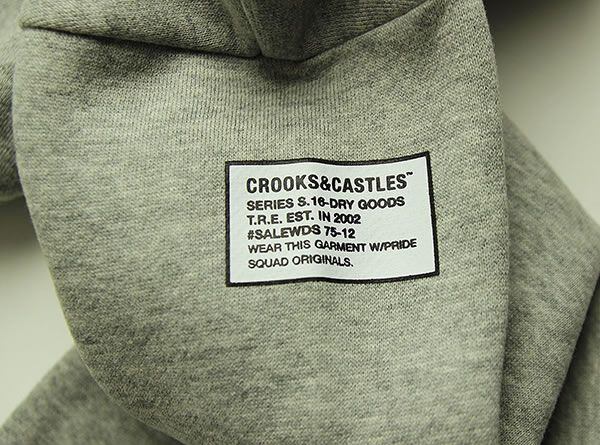 CROOKS&CASTLES™
SERIES S.16-DRY GOODS
T.R.E. EST. IN 2002
#SALEWDS 75-12
WEAR THIS GARMENT W/PRIDE
SQUAD ORIGINALS.